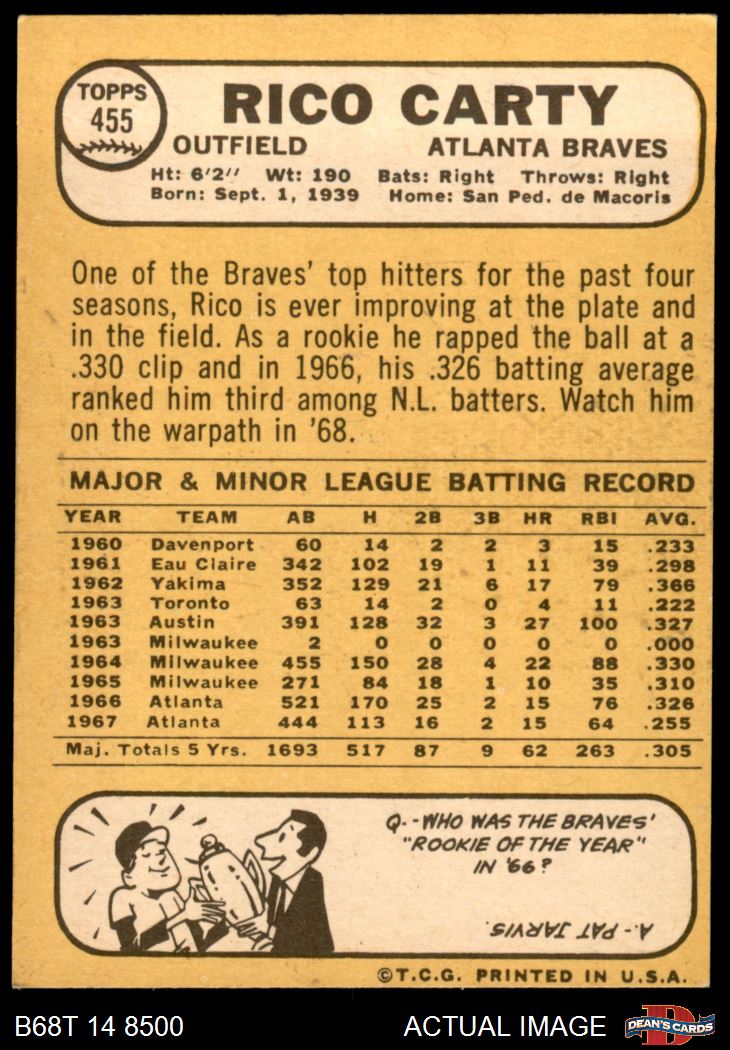 TOPPS
455
RICO CARTY
OUTFIELD ATLANTA BRAVES
Ht: 6'2" Wt: 190 Bats: Right Throws: Right
Born: Sept. 1, 1939 Home: San Ped. de Macoris
One of the Braves' top hitters for the past four
seasons, Rico is ever improving at the plate and
in the field. As a rookie he rapped the ball at a
.330 clip and in 1966, his .326 batting average
ranked him third among N.L. batters. Watch him
on the warpath in '68.
MAJOR & MINOR LEAGUE BATTING RECORD
YEAR TEAM AB H 2B 3B HR RBI AVG.
1960 Davenport 60 14 2 2 3 15 .233
1961 Eau Claire 342 102 19 1 11 39 .298
1962 Yakima 352 129 21 6 17 79 .366
1963 Toronto 63 14 2 0 4 11 .222
1963 Austin 391 128 32 3 27 100 .327
1963 Milwaukee 2 0 0 0 0 0 .000
1964 Milwaukee 455 150 28 4 22 88 .330
1965 Milwaukee 271 84 18 1 10 35 .310
1966 Atlanta 521 170 25 2 15 76 .326
1967 Atlanta 444 113 16 2 15 64 .255
Maj. Totals 5 Yrs. 1693 517 87 9 62 263 .305
Q.-WHO WAS THE BRAVES'
"ROOKIE OF THE YEAR"
IN '66?
A.-PAT JARVIS.
©T.C.G. PRINTED IN U.S.A.
B68T 14 8500 ACTUAL IMAGE
D
DEAN'S CARDS